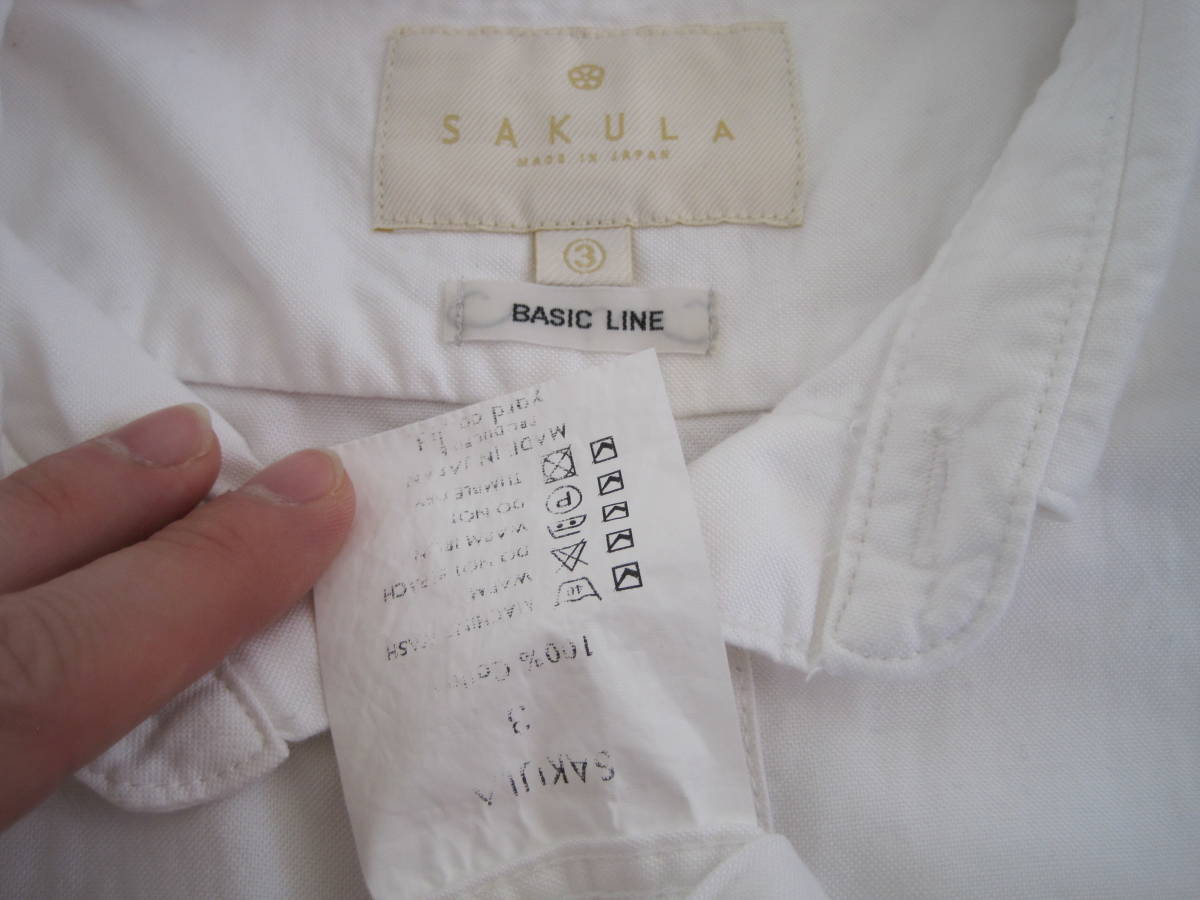 SAKULA
MADE IN JAPAN
3
BASIC LINE
SAKULA
3
100% Cotton
MACHINE WASH
WARM
DO NOT BLEACH
WARM IRON
DO NOT
TUMBLE DRY
MADE IN JAPAN
40
P